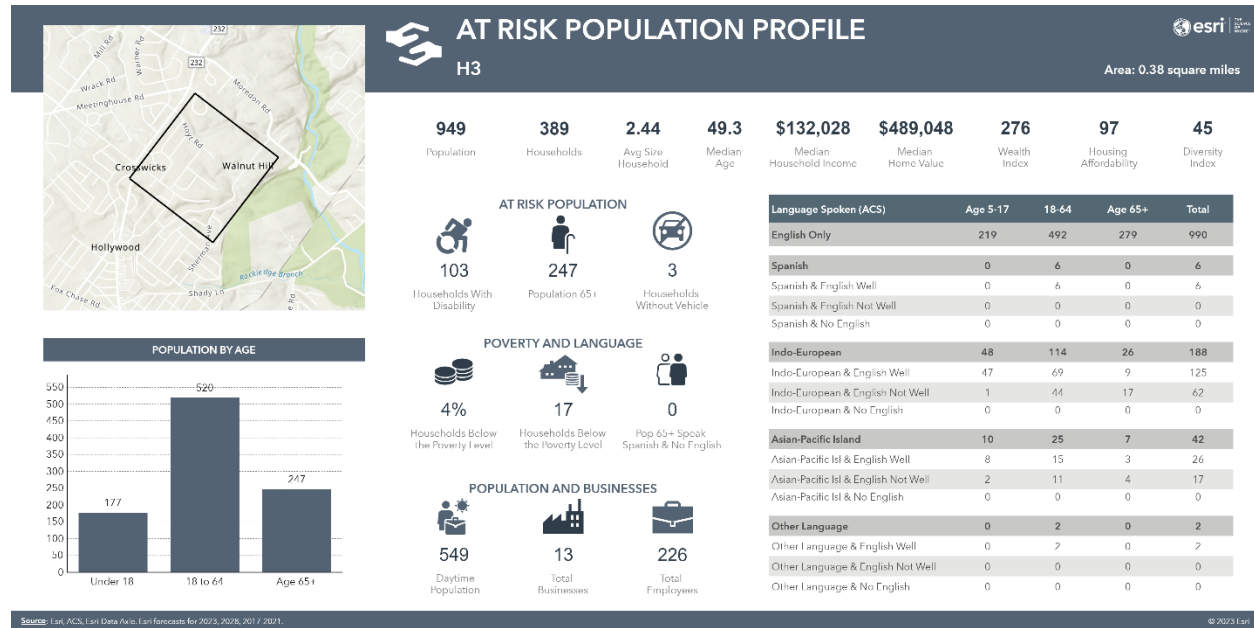 AT RISK POPULATION PROFILE
H3
esri
THE SCIENCE OF WHERE
Area: 0.38 square miles
232
Mill Rd
Warner Rd
232
Wrack Rd
Meetinghouse Rd
Moredon Rd
Hoyt Rd
Crosswicks
Walnut Hill
Hollywood
Sherman Ave
Rockledge Branch
Fox Chase Rd
Shady Ln
949
Population
389
Households
2.44
Avg Size
Household
49.3
Median
Age
$132,028
Median
Household Income
$489,048
Median
Home Value
276
Wealth
Index
97
Housing
Affordability
45
Diversity
Index
AT RISK POPULATION
103
Households With
Disability
247
Population 65+
3
Households
Without Vehicle
POVERTY AND LANGUAGE
4%
Households Below
the Poverty Level
17
Households Below
the Poverty Level
0
Pop 65+ Speak
Spanish & No English
POPULATION AND BUSINESSES
549
Daytime
Population
13
Total
Businesses
226
Total
Employees
POPULATION BY AGE
550
500
450
400
350
300
250
200
150
100
50
0
177
520
247
Under 18
18 to 64
Age 65+
Language Spoken (ACS) Age 5-17 18-64 Age 65+ Total
English Only 219 492 279 990
Spanish 0 6 0 6
Spanish & English Well 0 6 0 6
Spanish & English Not Well 0 0 0 0
Spanish & No English 0 0 0 0
Indo-European 48 114 26 188
Indo-European & English Well 47 69 9 125
Indo-European & English Not Well 1 44 17 62
Indo-European & No English 0 0 0 0
Asian-Pacific Island 10 25 7 42
Asian-Pacific Isl & English Well 8 15 3 26
Asian-Pacific Isl & English Not Well 2 11 4 17
Asian-Pacific Isl & No English 0 0 0 0
Other Language 0 2 0 2
Other Language & English Well 0 2 0 2
Other Language & English Not Well 0 0 0 0
Other Language & No English 0 0 0 0
Source: Esri, ACS, Esri-Data Axle. Esri forecasts for 2023, 2028, 2017-2021.
© 2023 Esri